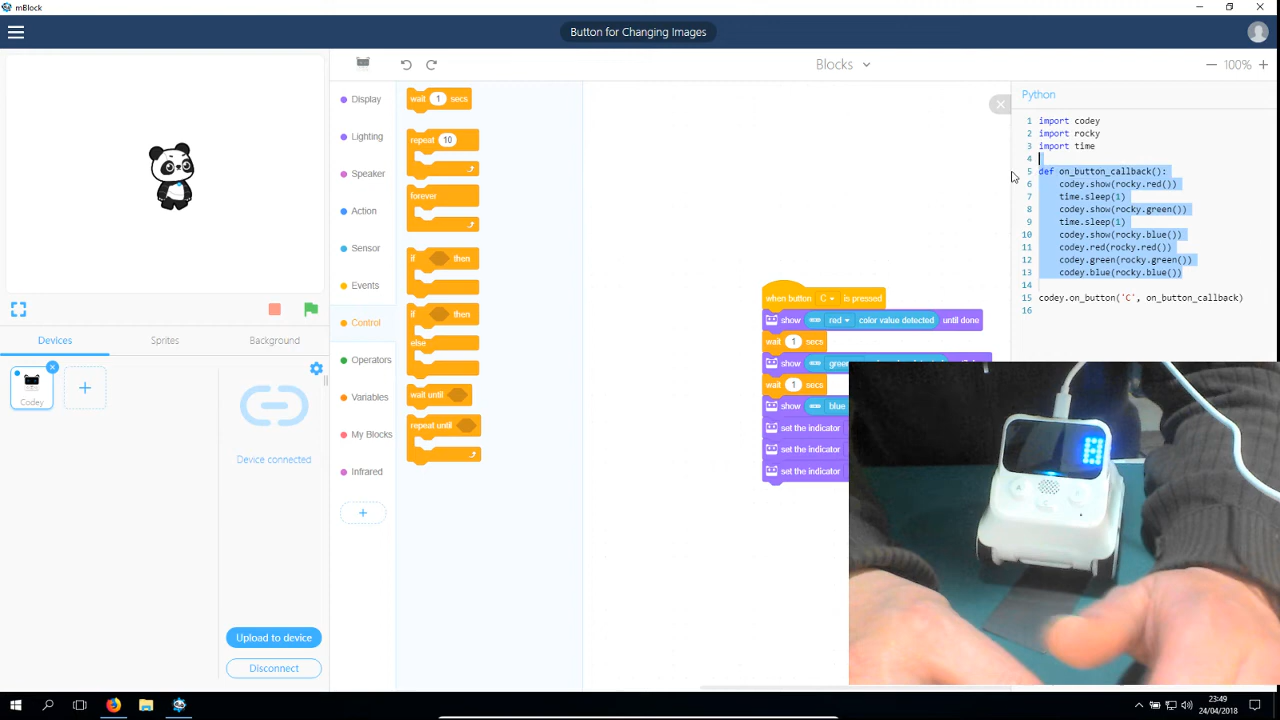 mBlock
Button for Changing Images
Blocks
100%
Display
Lighting
Speaker
Action
Sensor
Events
Control
Operators
Variables
My Blocks
Infrared
wait 1 secs
repeat 10
forever
if then
if then
else
wait until
repeat until
when button C is pressed
show red color value detected until done
wait 1 secs
show green
wait 1 secs
show blue
set the indicator
set the indicator
set the indicator
Python
1 import codey
2 import rocky
3 import time
4
5 def on_button_callback():
6 codey.show(rocky.red())
7 time.sleep(1)
8 codey.show(rocky.green())
9 time.sleep(1)
10 codey.show(rocky.blue())
11 codey.red(rocky.red())
12 codey.green(rocky.green())
13 codey.blue(rocky.blue())
14
15 codey.on_button('C', on_button_callback)
16
Devices Sprites Background
Codey
Device connected
Upload to device
Disconnect
23:49
24/04/2018